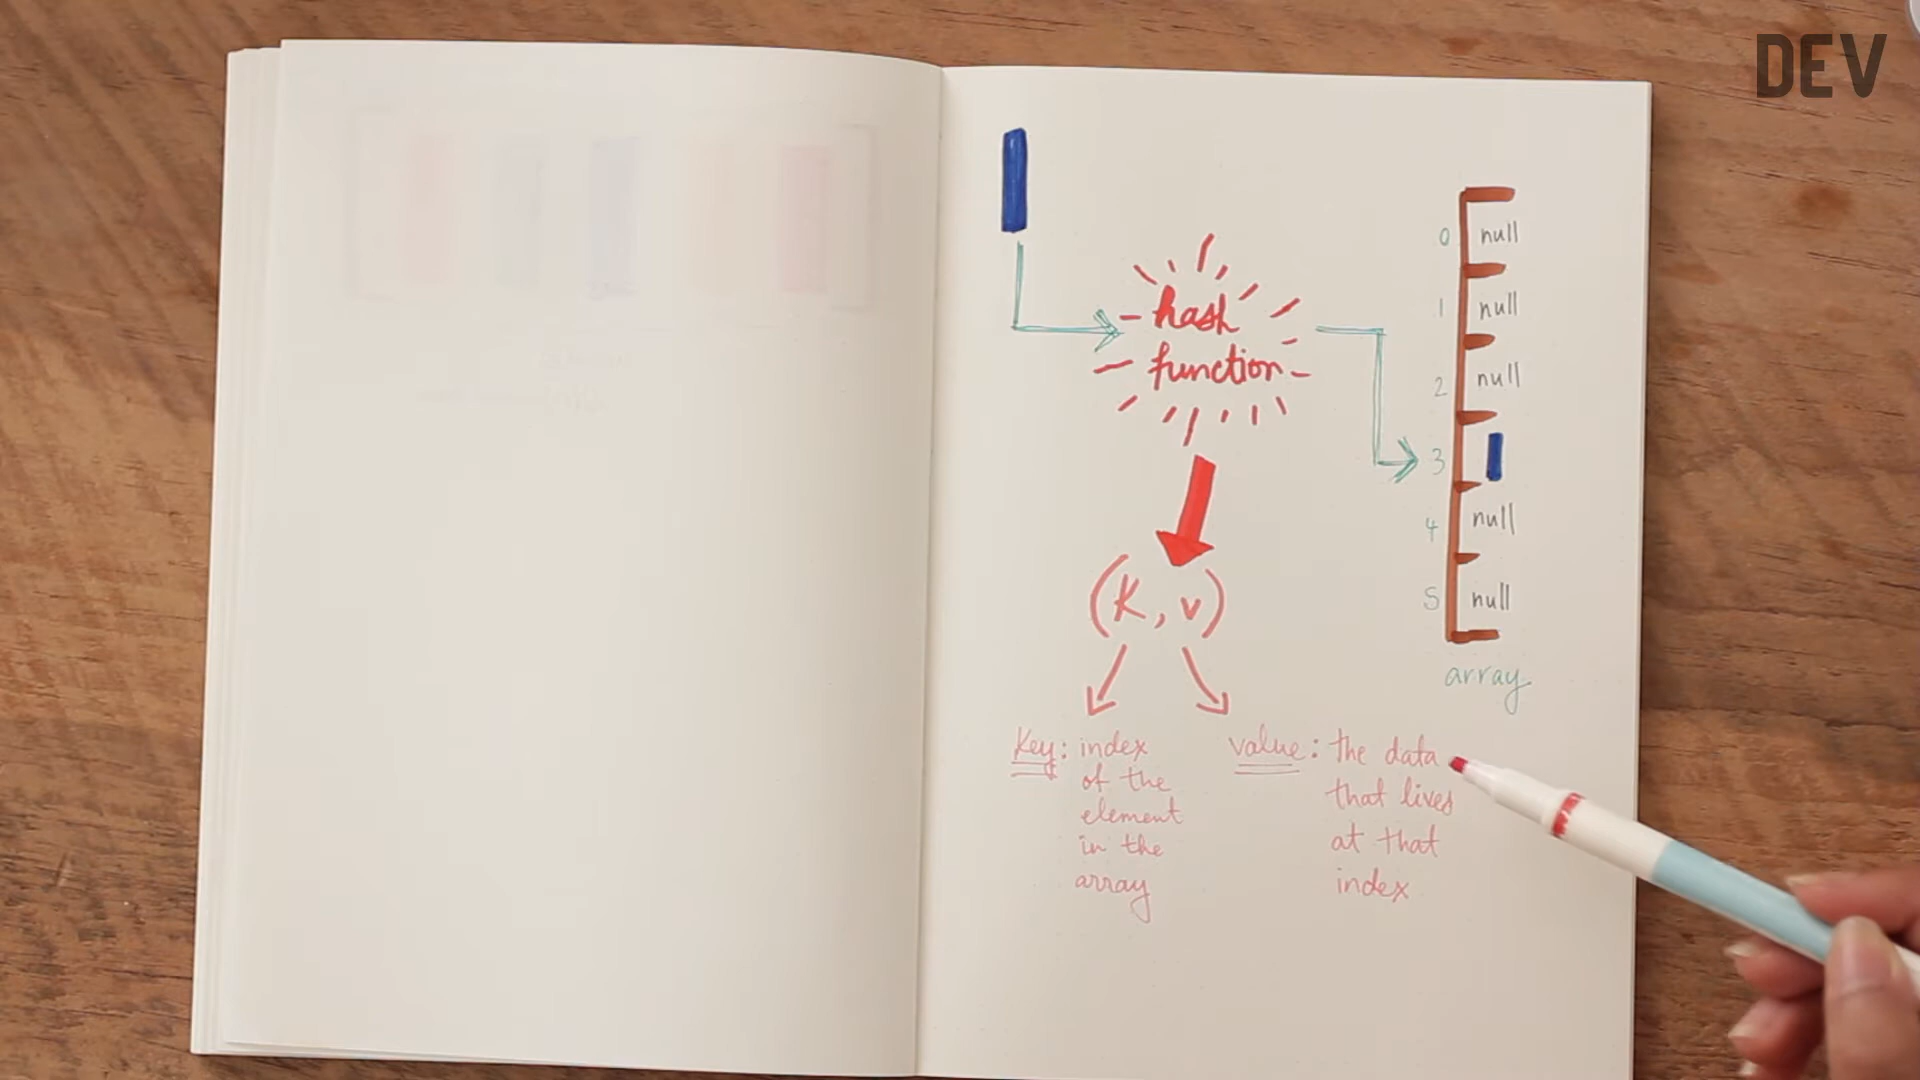 DEV
hash
function
(K, v)
Key: index
of the
element
in the
array
value: the data
that lives
at that
index
0 null
1 null
2 null
3
4 null
5 null
array